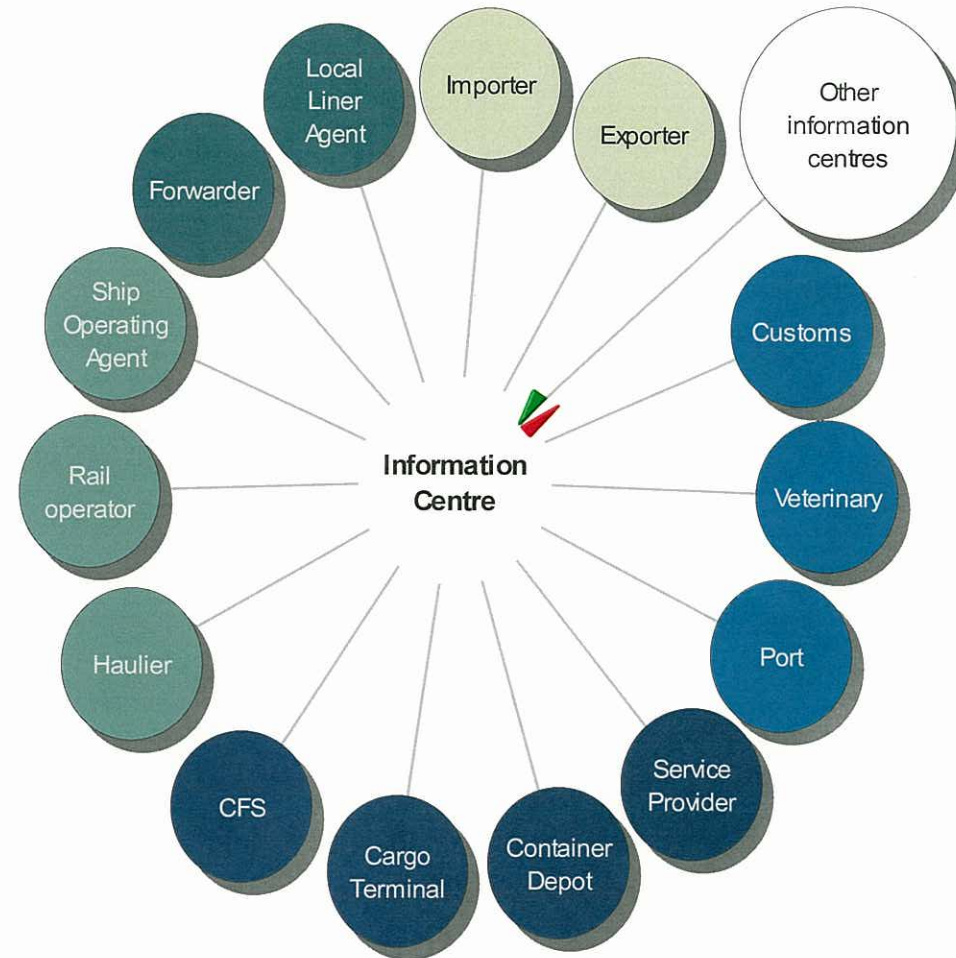 Local
Liner
Agent
Importer
Exporter
Other
information
centres
Forwarder
Ship
Operating
Agent
Customs
Rail
operator
Information
Centre
Veterinary
Haulier
Port
CFS
Cargo
Terminal
Container
Depot
Service
Provider